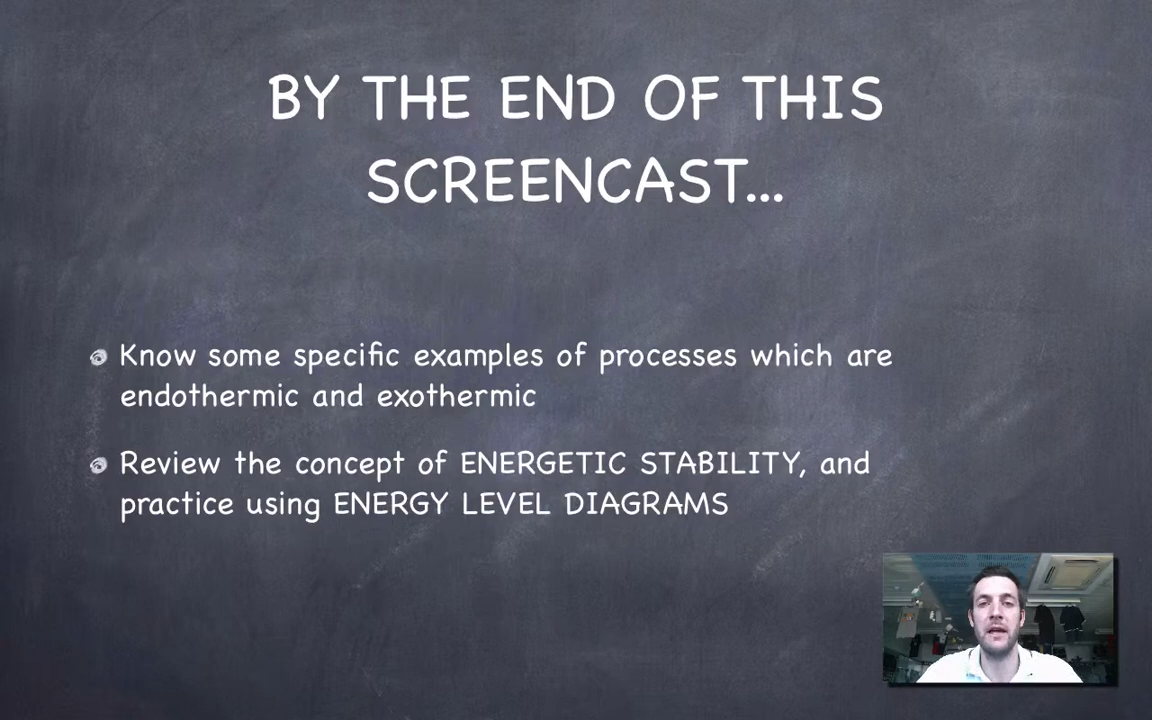 BY THE END OF THIS
SCREENCAST...
Know some specific examples of processes which are
endothermic and exothermic
Review the concept of ENERGETIC STABILITY, and
practice using ENERGY LEVEL DIAGRAMS